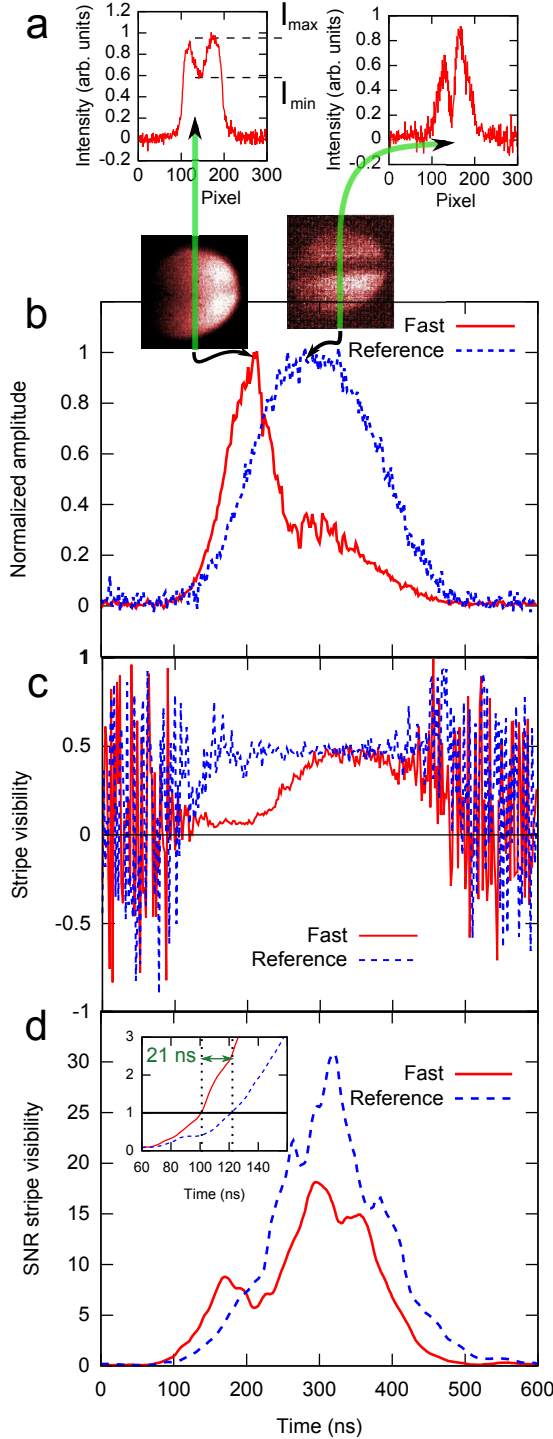 a
Intensity (arb. units)
1.2
1
0.8
0.6
0.4
0.2
0
-0.2
0 100 200 300
Pixel
Imax
Imin
Intensity (arb. units)
1
0.8
0.6
0.4
0.2
0
-0.2
0 100 200 300
Pixel
b
Fast
Reference
Normalized amplitude
1
0.8
0.6
0.4
0.2
0
c
Stripe visibility
1
0.5
0
-0.5
-1
Fast
Reference
d
SNR stripe visibility
30
25
20
15
10
5
0
21 ns
3
2
1
0.1
60 80 100 120 140
Time (ns)
Fast
Reference
0 100 200 300 400 500 600
Time (ns)